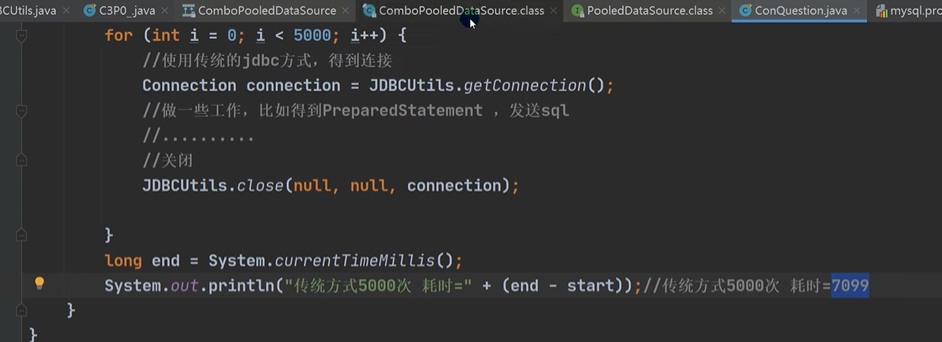 CUtils.java C3P0_.java ComboPooledDataSource ComboPooledDataSource.class PooledDataSource.class ConQuestion.java mysql.pro
for (int i = 0; i < 5000; i++) {
//使用传统的jdbc方式，得到连接
Connection connection = JDBCUtils.getConnection();
//做一些工作，比如得到PreparedStatement ，发送sql
//..........
//关闭
JDBCUtils.close(null, null, connection);
}
long end = System.currentTimeMillis();
System.out.println("传统方式5000次 耗时=" + (end - start));//传统方式5000次 耗时=7099
}
}